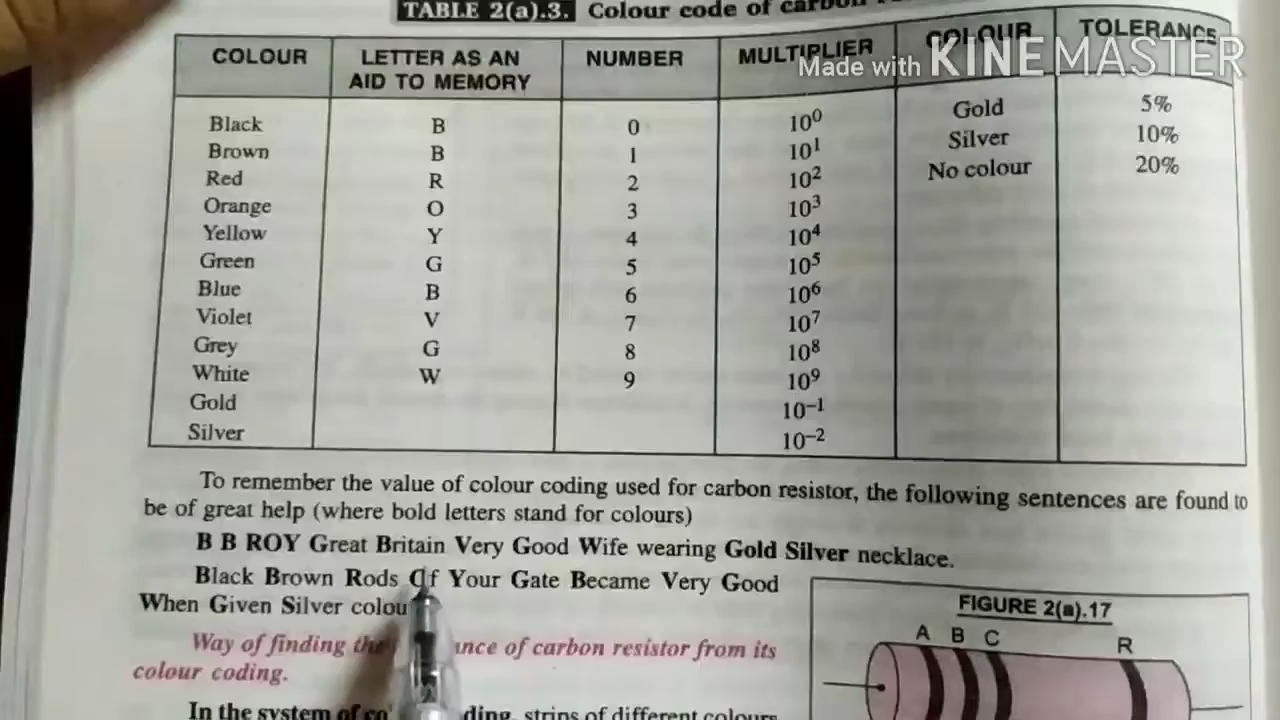 TABLE 2(a).3. Colour code of carbon
Made with KINEMASTER
COLOUR LETTER AS AN AID TO MEMORY NUMBER MULTIPLIER COLOUR TOLERANCE
Black B 0 10⁰ Gold 5%
Brown B 1 10¹ Silver 10%
Red R 2 10² No colour 20%
Orange O 3 10³
Yellow Y 4 10⁴
Green G 5 10⁵
Blue B 6 10⁶
Violet V 7 10⁷
Grey G 8 10⁸
White W 9 10⁹
Gold 10⁻¹
Silver 10⁻²
To remember the value of colour coding used for carbon resistor, the following sentences are found to
be of great help (where bold letters stand for colours)
B B ROY Great Britain Very Good Wife wearing Gold Silver necklace.
Black Brown Rods Of Your Gate Became Very Good
When Given Silver colou
Way of finding the ance of carbon resistor from its
colour coding.
In the system of co ding, strips of different colours
FIGURE 2(a).17
A B C R